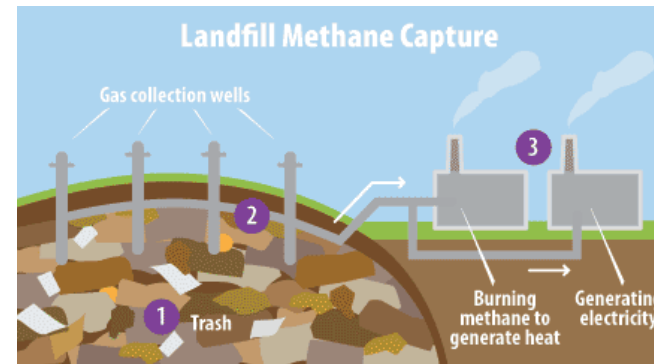 Landfill Methane Capture
Gas collection wells
3
2
1
Trash
Burning
methane to
generate heat
Generating
electricity